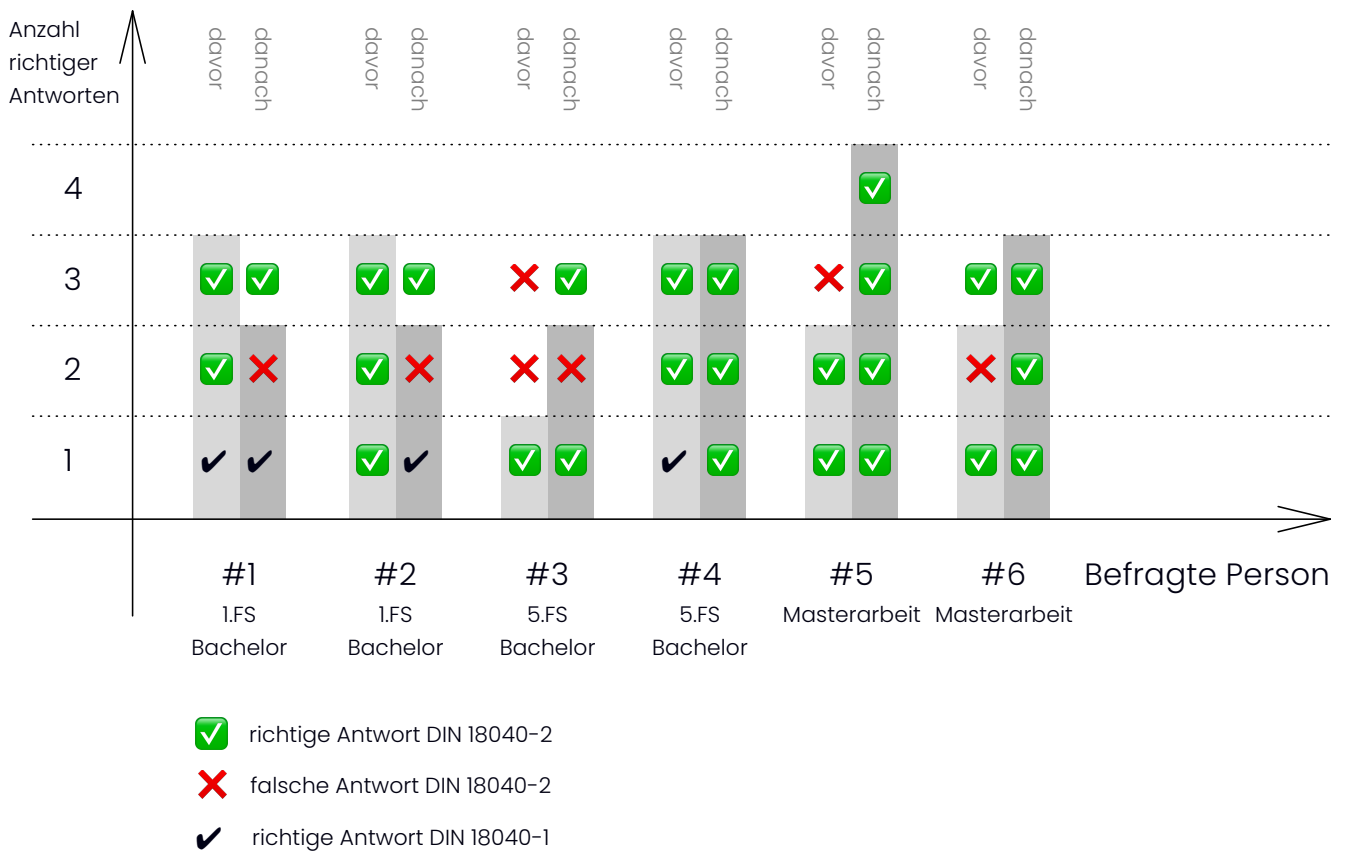 Anzahl
richtiger
Antworten
davor danach davor danach davor danach davor danach davor danach davor danach
4
3
2
1
#1 #2 #3 #4 #5 #6 Befragte Person
1.FS 1.FS 5.FS 5.FS Masterarbeit Masterarbeit
Bachelor Bachelor Bachelor Bachelor
richtige Antwort DIN 18040-2
falsche Antwort DIN 18040-2
richtige Antwort DIN 18040-1